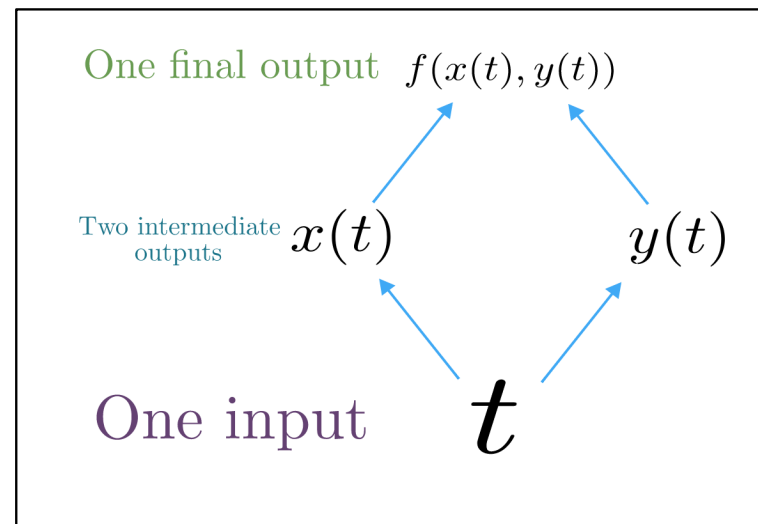 One final output f(x(t), y(t))
Two intermediate
outputs
x(t)
y(t)
One input t